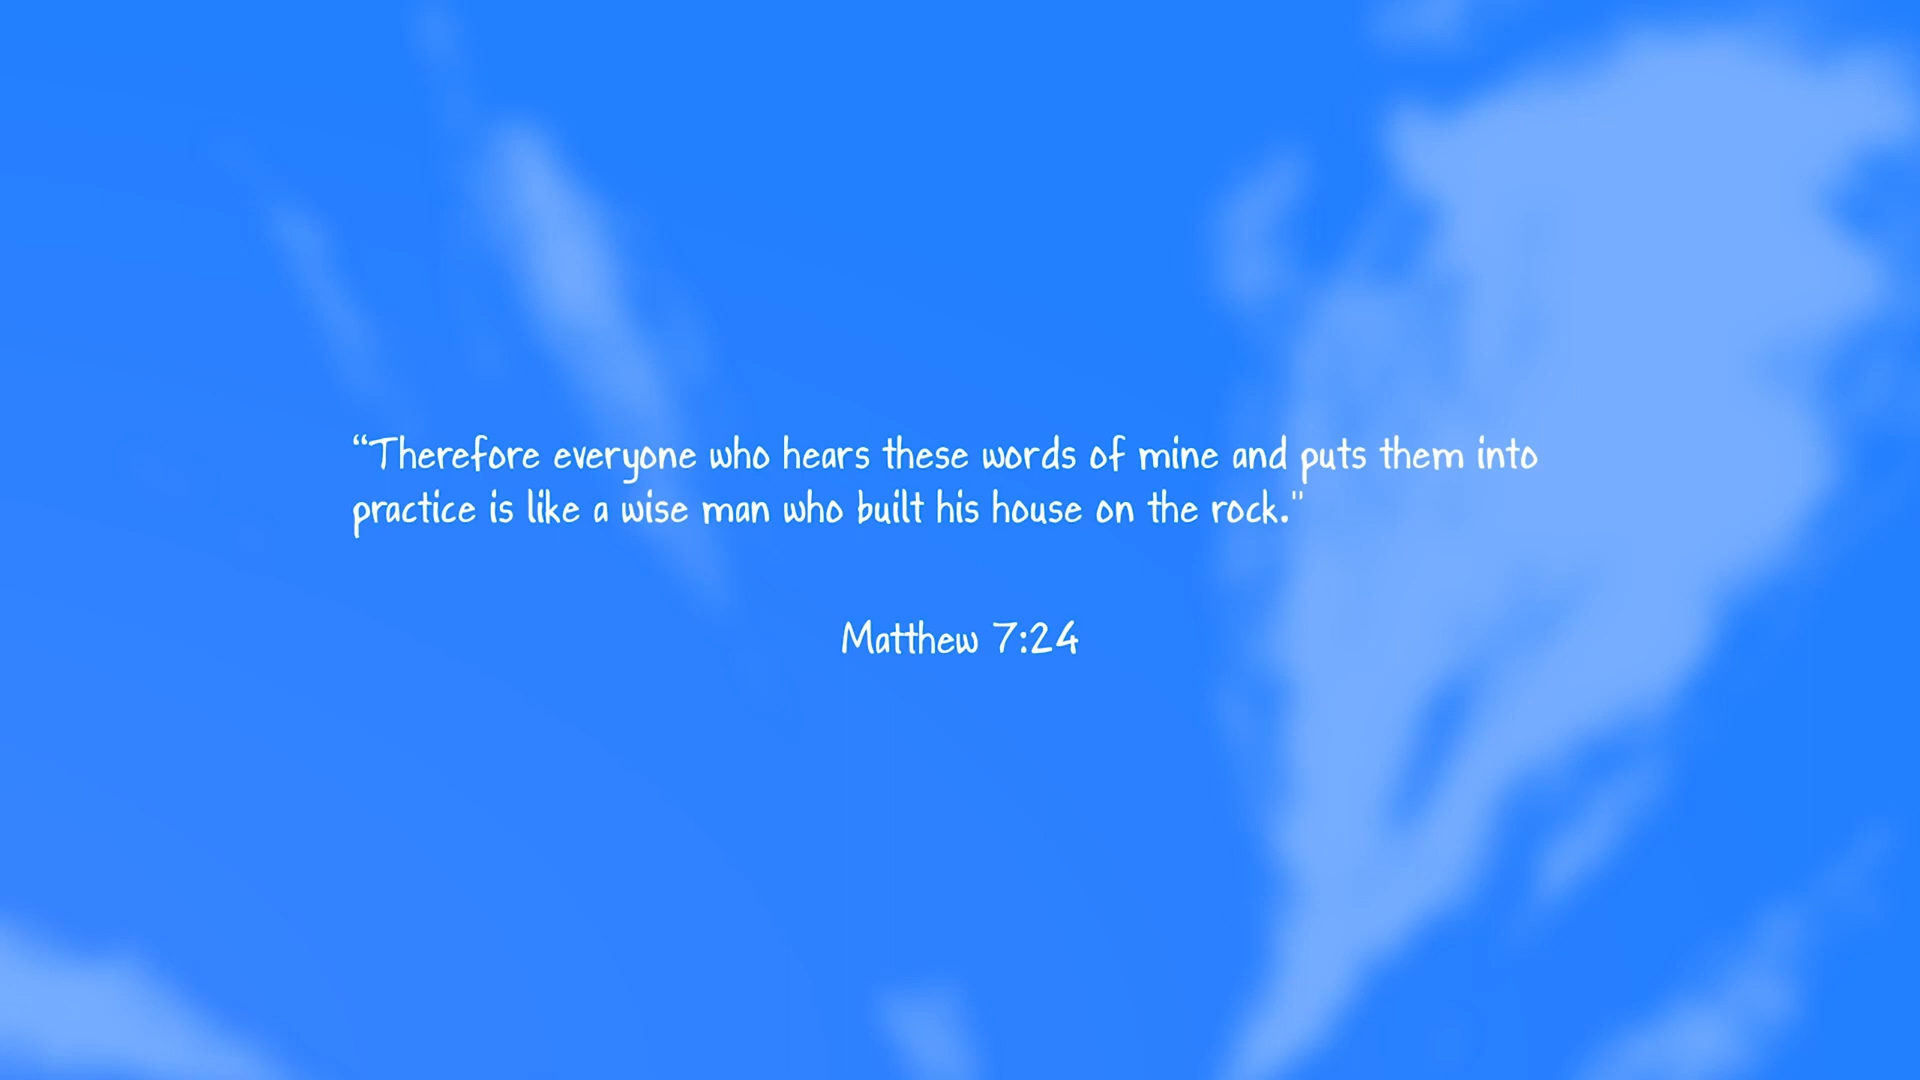 “Therefore everyone who hears these words of mine and puts them into
practice is like a wise man who built his house on the rock."
Matthew 7:24